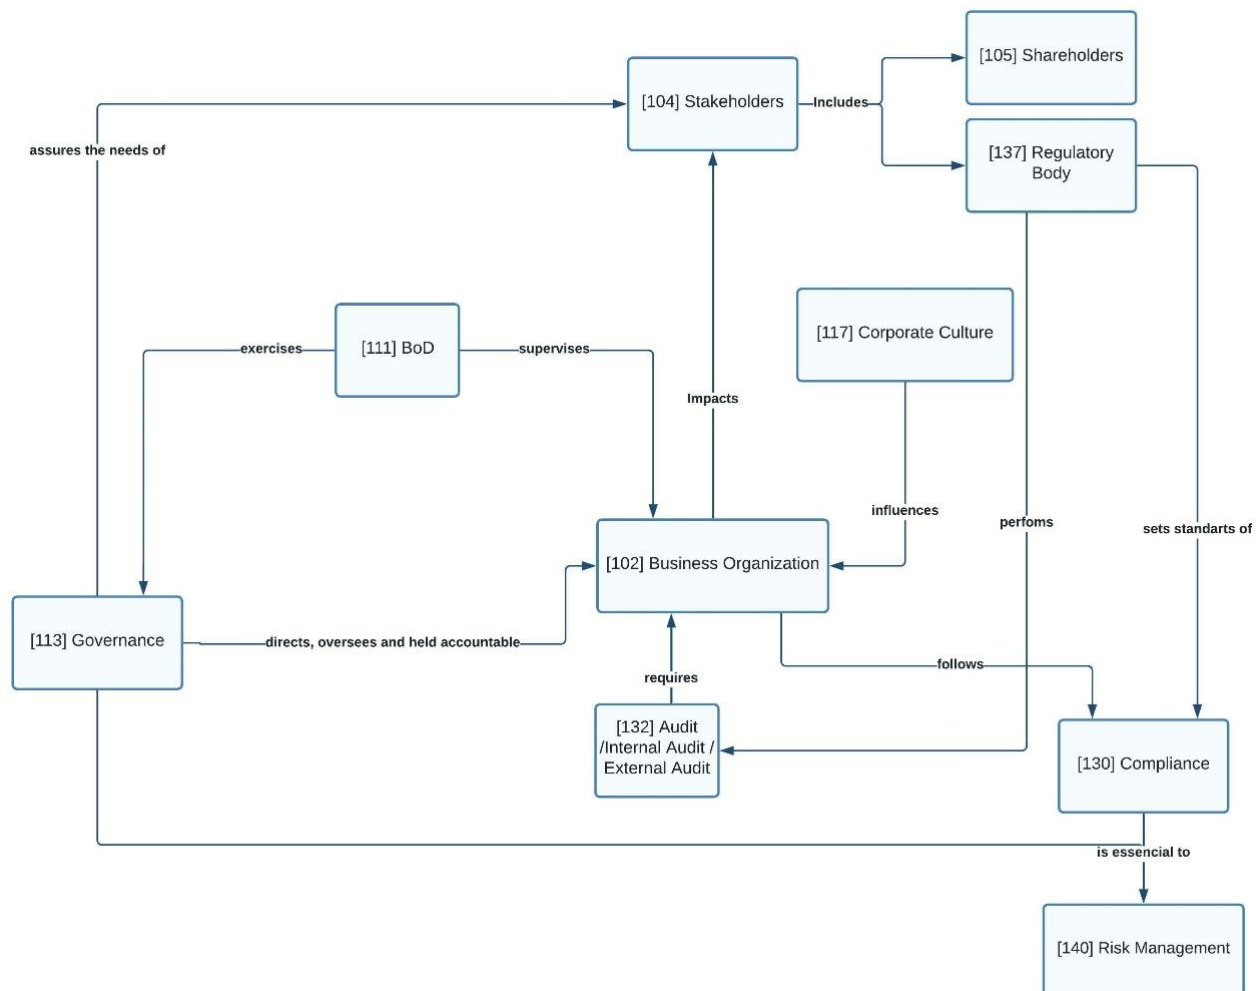 [105] Shareholders
[104] Stakeholders
Includes
assures the needs of
[137] Regulatory
Body
[117] Corporate Culture
[111] BoD
exercises
supervises
Impacts
influences
perfoms
sets standarts of
[102] Business Organization
[113] Governance
directs, oversees and held accountable
follows
requires
[132] Audit
/Internal Audit /
External Audit
[130] Compliance
is essencial to
[140] Risk Management